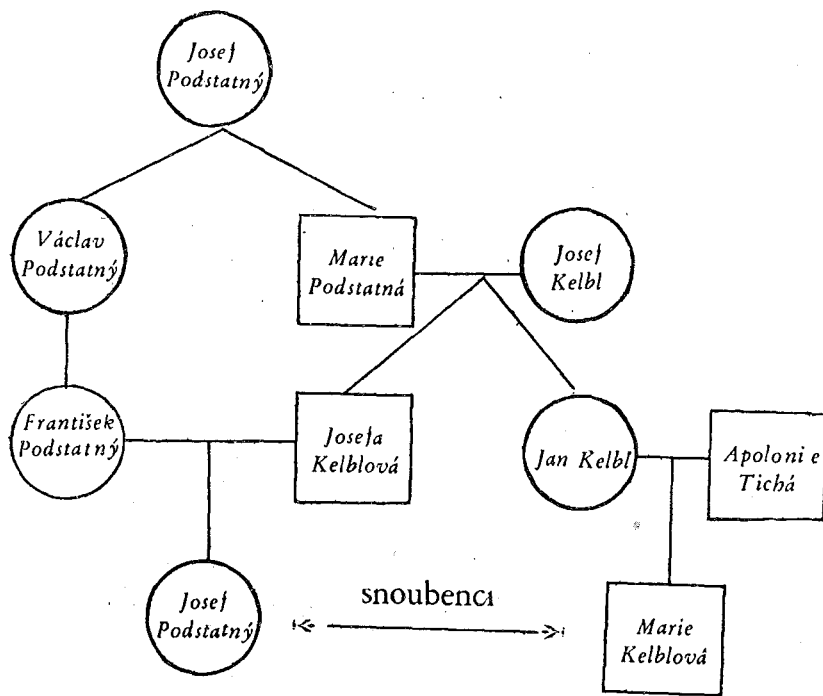 Josef
Podstatný
Václav
Podstatný
Marie
Podstatná
Josef
Kelbl
František
Podstatný
Josefa
Kelblová
Jan Kelbl
Apolonie
Tichá
snoubenci
Josef
Podstatný
Marie
Kelblová